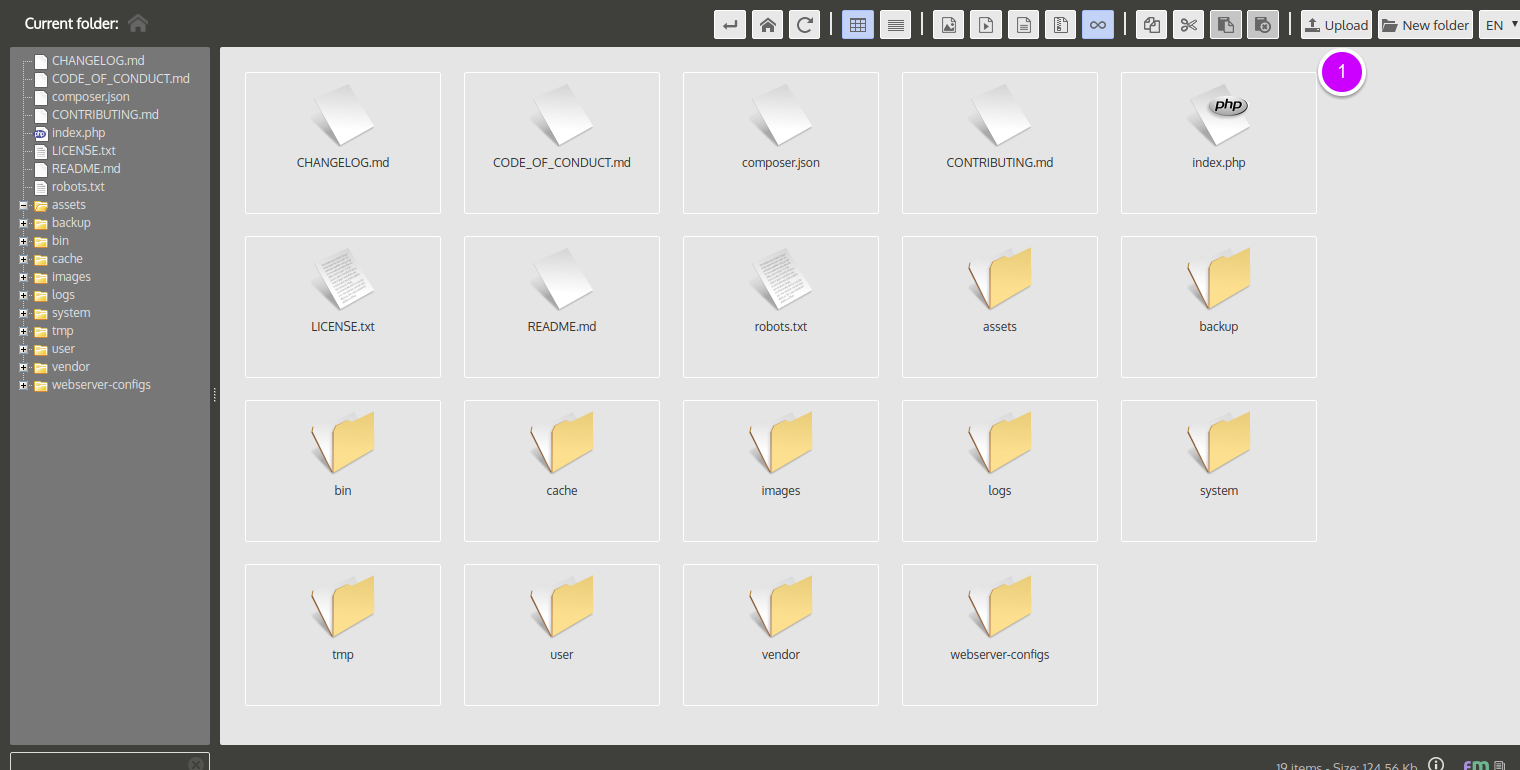 Current folder:
Upload
New folder
EN
1
CHANGELOG.md
CODE_OF_CONDUCT.md
composer.json
CONTRIBUTING.md
index.php
LICENSE.txt
README.md
robots.txt
assets
backup
bin
cache
images
logs
system
tmp
user
vendor
webserver-configs
php
CHANGELOG.md
CODE_OF_CONDUCT.md
composer.json
CONTRIBUTING.md
index.php
LICENSE.txt
README.md
robots.txt
assets
backup
bin
cache
images
logs
system
tmp
user
vendor
webserver-configs
19 items - Size: 124.56 Kb
fm